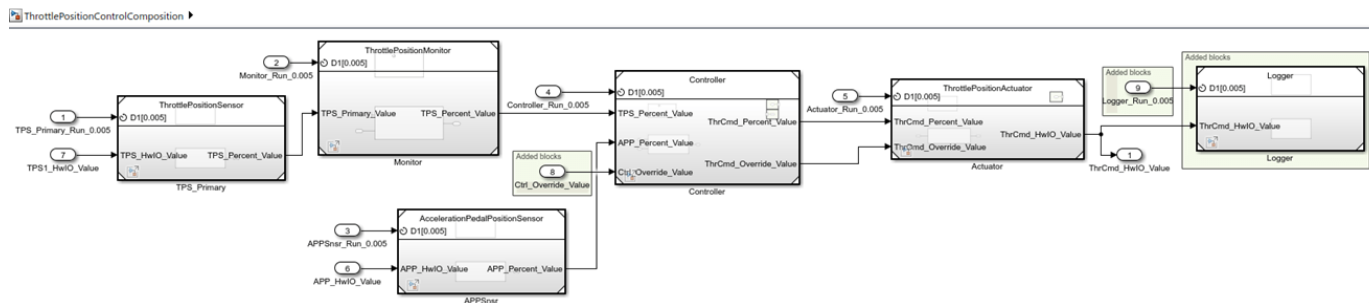 ThrottlePositionControlComposition
1
TPS_Primary_Run_0.005
7
TPS1_HwIO_Value
ThrottlePositionSensor
D1[0.005]
TPS_HwIO_Value TPS_Percent_Value
TPS_Primary
2
Monitor_Run_0.005
ThrottlePositionMonitor
D1[0.005]
TPS_Primary_Value TPS_Percent_Value
Monitor
3
APPSnsr_Run_0.005
6
APP_HwIO_Value
AccelerationPedalPositionSensor
D1[0.005]
APP_HwIO_Value APP_Percent_Value
APPSnsr
4
Controller_Run_0.005
Added blocks
8
Ctrl_Override_Value
Controller
D1[0.005]
TPS_Percent_Value
ThrCmd_Percent_Value
APP_Percent_Value
ThrCmd_Override_Value
Ctrl_Override_Value
Controller
5
Actuator_Run_0.005
ThrottlePositionActuator
D1[0.005]
ThrCmd_Percent_Value
ThrCmd_HwIO_Value
ThrCmd_Override_Value
Actuator
1
ThrCmd_HwIO_Value
Added blocks
9
Logger_Run_0.005
Added blocks
Logger
D1[0.005]
ThrCmd_HwIO_Value
Logger